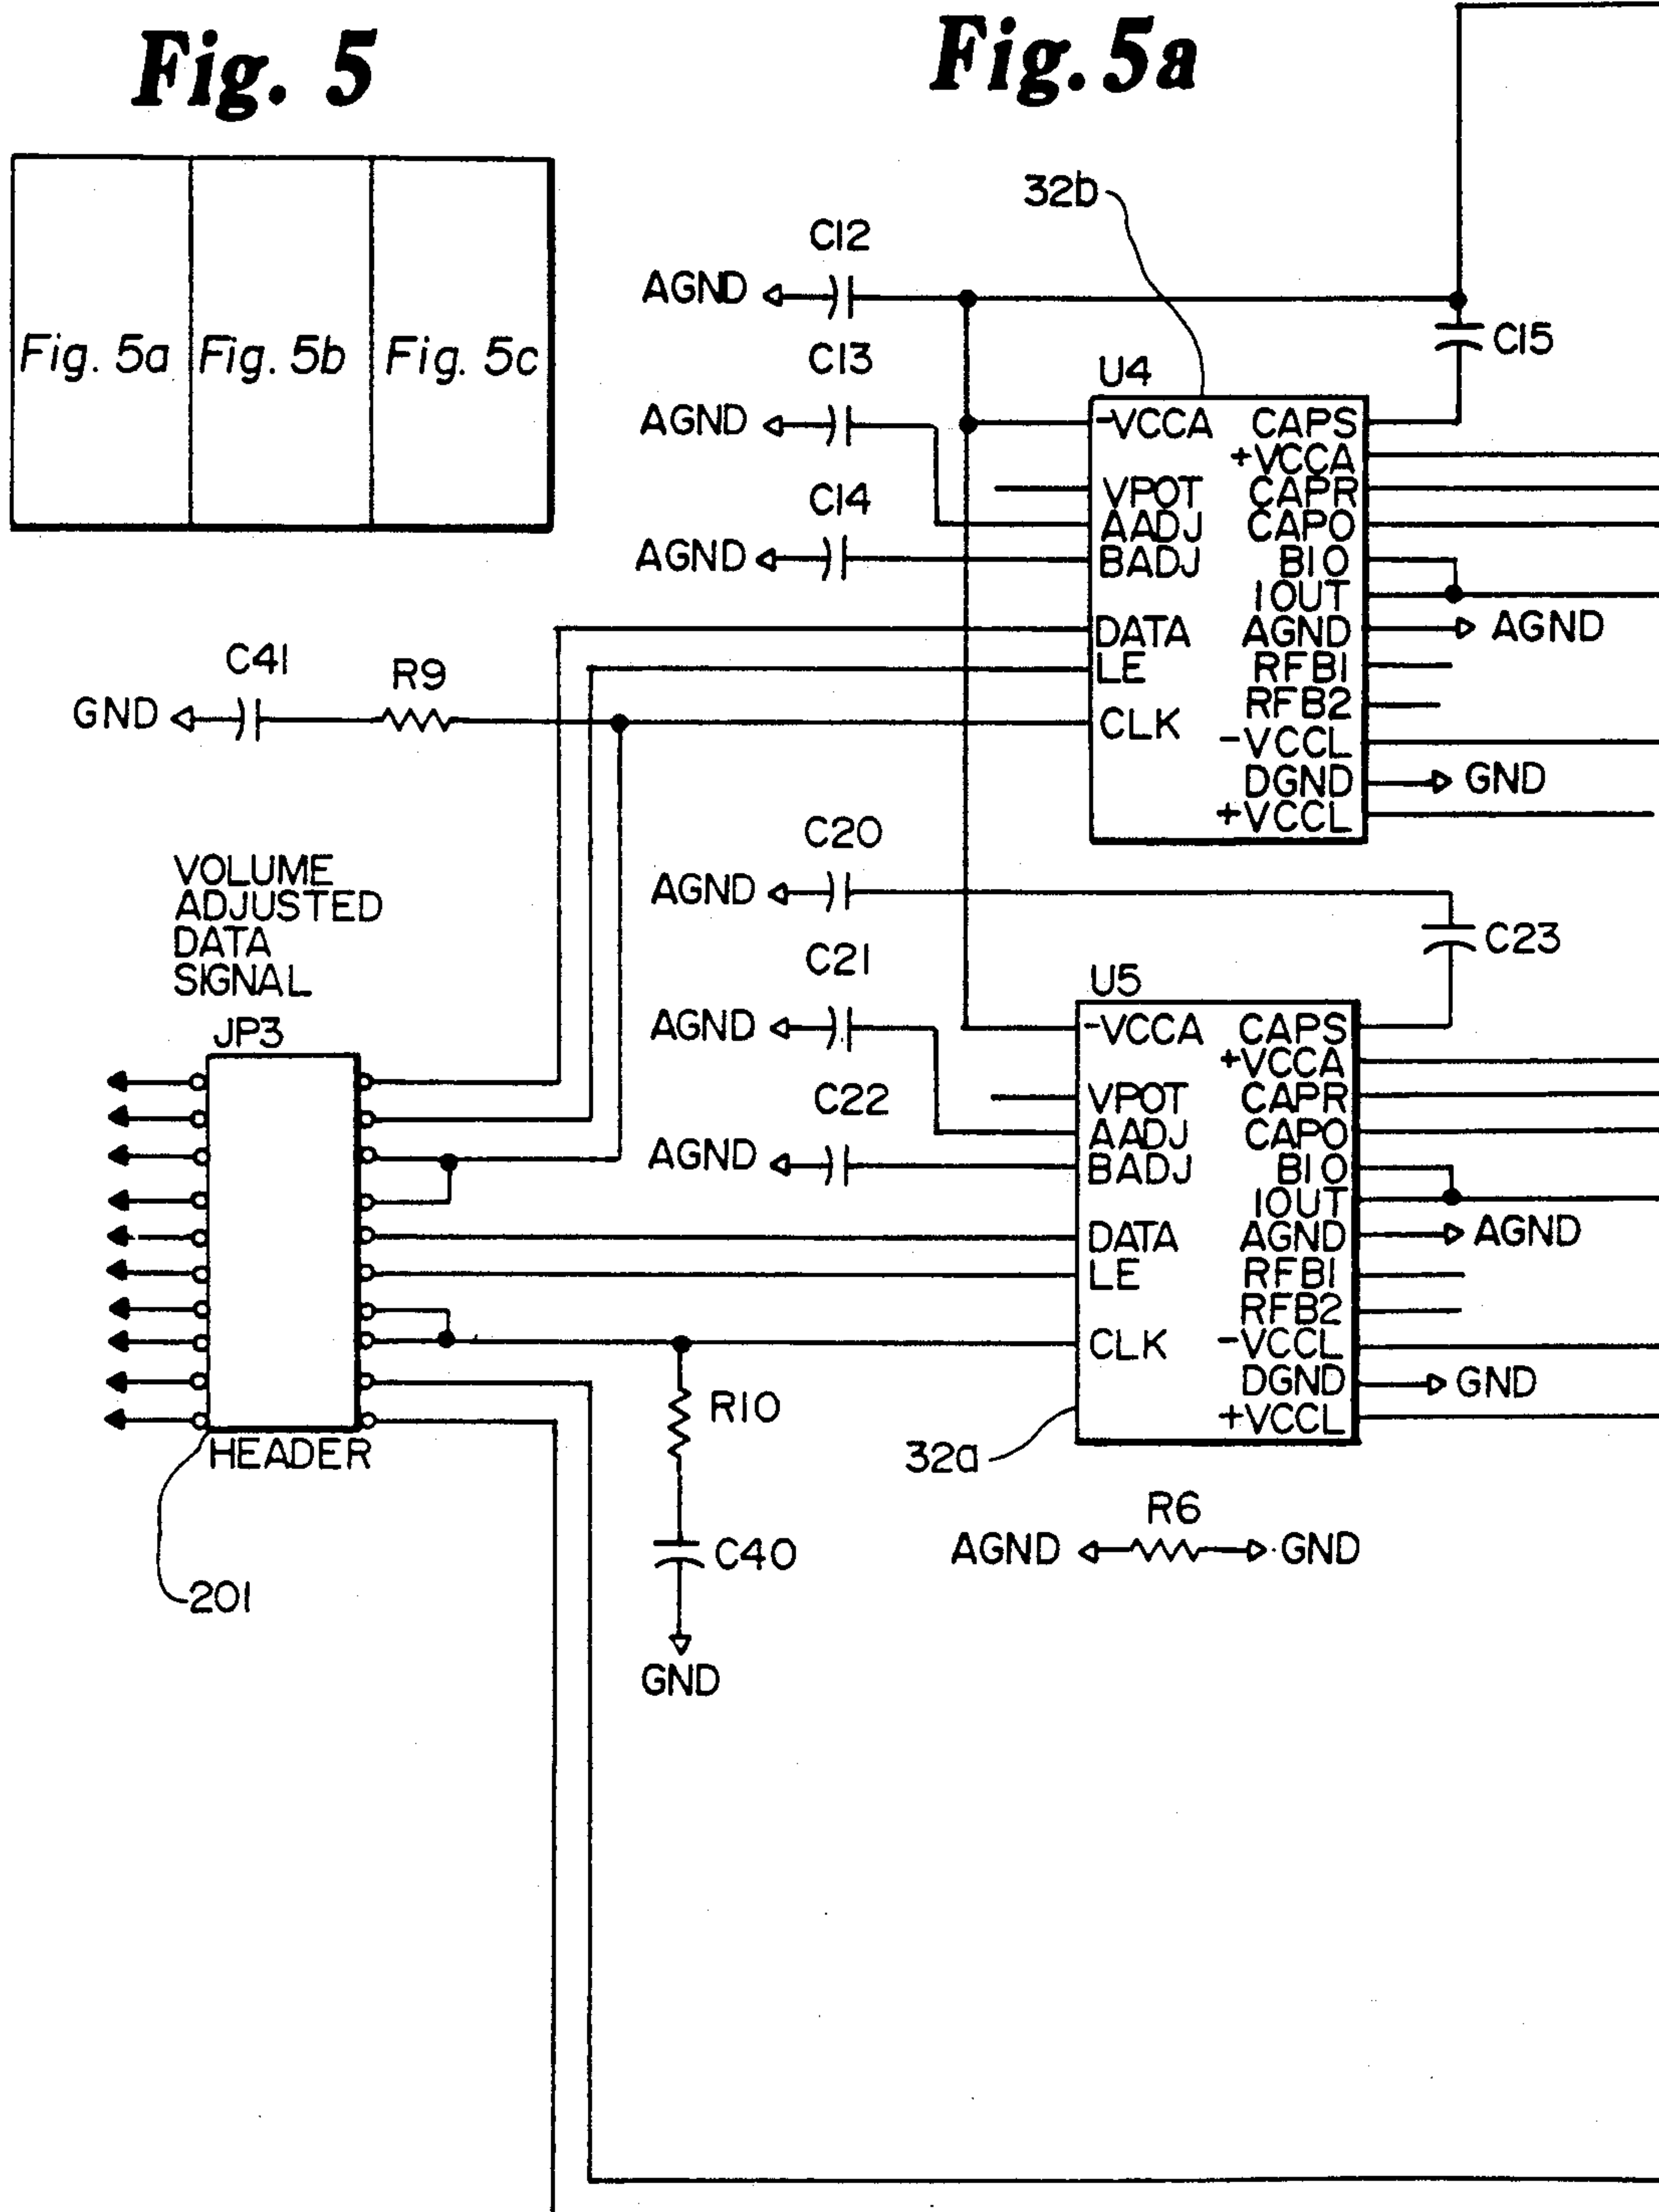 Fig. 5
Fig. 5a
Fig. 5a
Fig. 5b
Fig. 5c
32b
C12
AGND
C15
C13
AGND
U4
-VCCA
CAPS
+VCCA
C14
VPOT
CAPR
AADJ
CAPO
AGND
BADJ
BIO
IOUT
DATA
AGND
AGND
C41
R9
LE
RFB1
RFB2
GND
CLK
-VCCL
DGND
GND
+VCCL
C20
VOLUME
ADJUSTED
DATA
SIGNAL
AGND
C23
C21
U5
JP3
AGND
-VCCA
CAPS
+VCCA
C22
VPOT
CAPR
AADJ
CAPO
AGND
BADJ
BIO
IOUT
DATA
AGND
AGND
LE
RFB1
RFB2
CLK
-VCCL
DGND
GND
R10
+VCCL
HEADER
32a
R6
C40
AGND
GND
201
GND